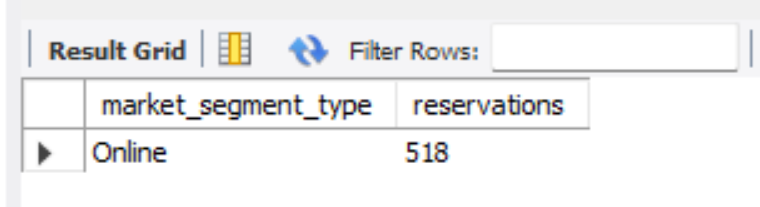 Result Grid Filter Rows:
market_segment_type reservations
Online 518